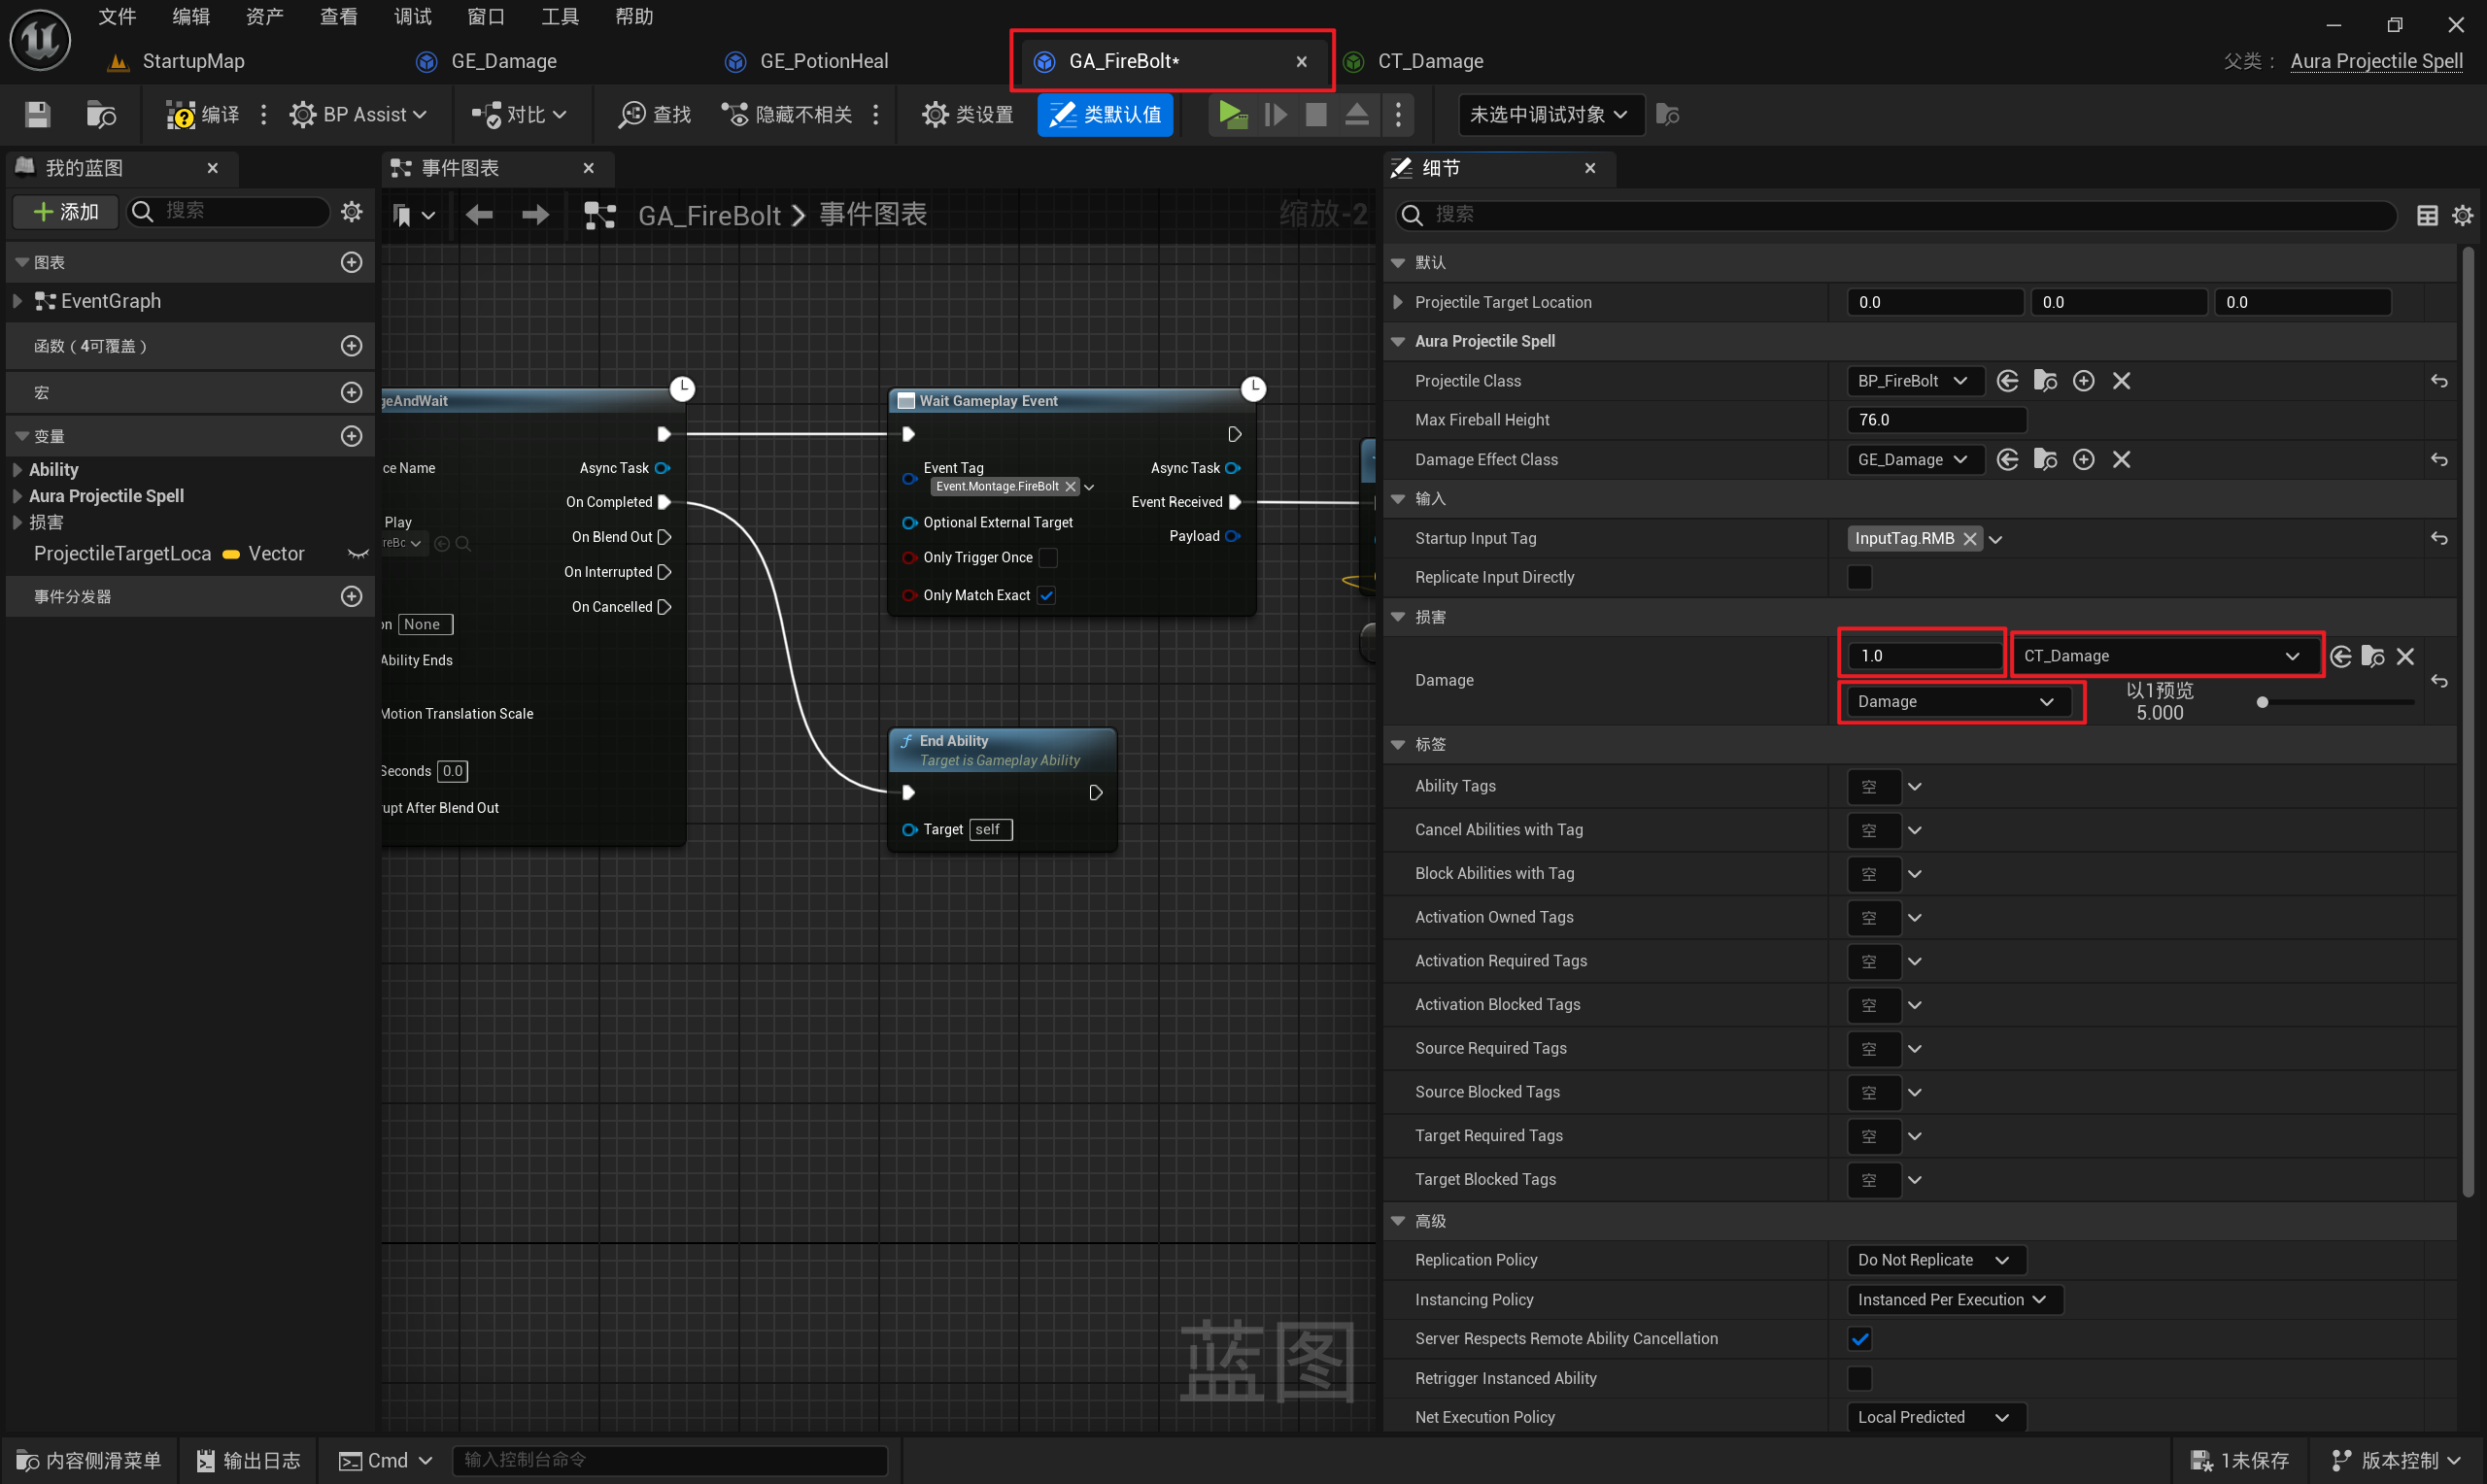 文件 编辑 资产 查看 调试 窗口 工具 帮助
StartupMap GE_Damage GE_PotionHeal GA_FireBolt* CT_Damage 父类： Aura Projectile Spell
编译 BP Assist 对比 查找 隐藏不相关 类设置 类默认值 未选中调试对象
我的蓝图 事件图表 细节
添加 搜索 GA_FireBolt 事件图表 缩放-2 搜索
图表
EventGraph
函数（4可覆盖）
宏
变量
Ability
Aura Projectile Spell
损害
ProjectileTargetLoca Vector
事件分发器
geAndWait
ce Name
Async Task
On Completed
Play
On Blend Out
reBc
On Interrupted
On Cancelled
on None
Ability Ends
Motion Translation Scale
Seconds 0.0
upt After Blend Out
Wait Gameplay Event
Event Tag
Async Task
Event.Montage.FireBolt
Event Received
Optional External Target
Payload
Only Trigger Once
Only Match Exact
End Ability
Target is Gameplay Ability
Target self
蓝图
默认
Projectile Target Location 0.0 0.0 0.0
Aura Projectile Spell
Projectile Class BP_FireBolt
Max Fireball Height 76.0
Damage Effect Class GE_Damage
输入
Startup Input Tag InputTag.RMB
Replicate Input Directly
损害
1.0 CT_Damage
Damage
Damage 以1预览
5.000
标签
Ability Tags 空
Cancel Abilities with Tag 空
Block Abilities with Tag 空
Activation Owned Tags 空
Activation Required Tags 空
Activation Blocked Tags 空
Source Required Tags 空
Source Blocked Tags 空
Target Required Tags 空
Target Blocked Tags 空
高级
Replication Policy Do Not Replicate
Instancing Policy Instanced Per Execution
Server Respects Remote Ability Cancellation
Retrigger Instanced Ability
Net Execution Policy Local Predicted
内容侧滑菜单 输出日志 Cmd 输入控制台命令 1未保存 版本控制